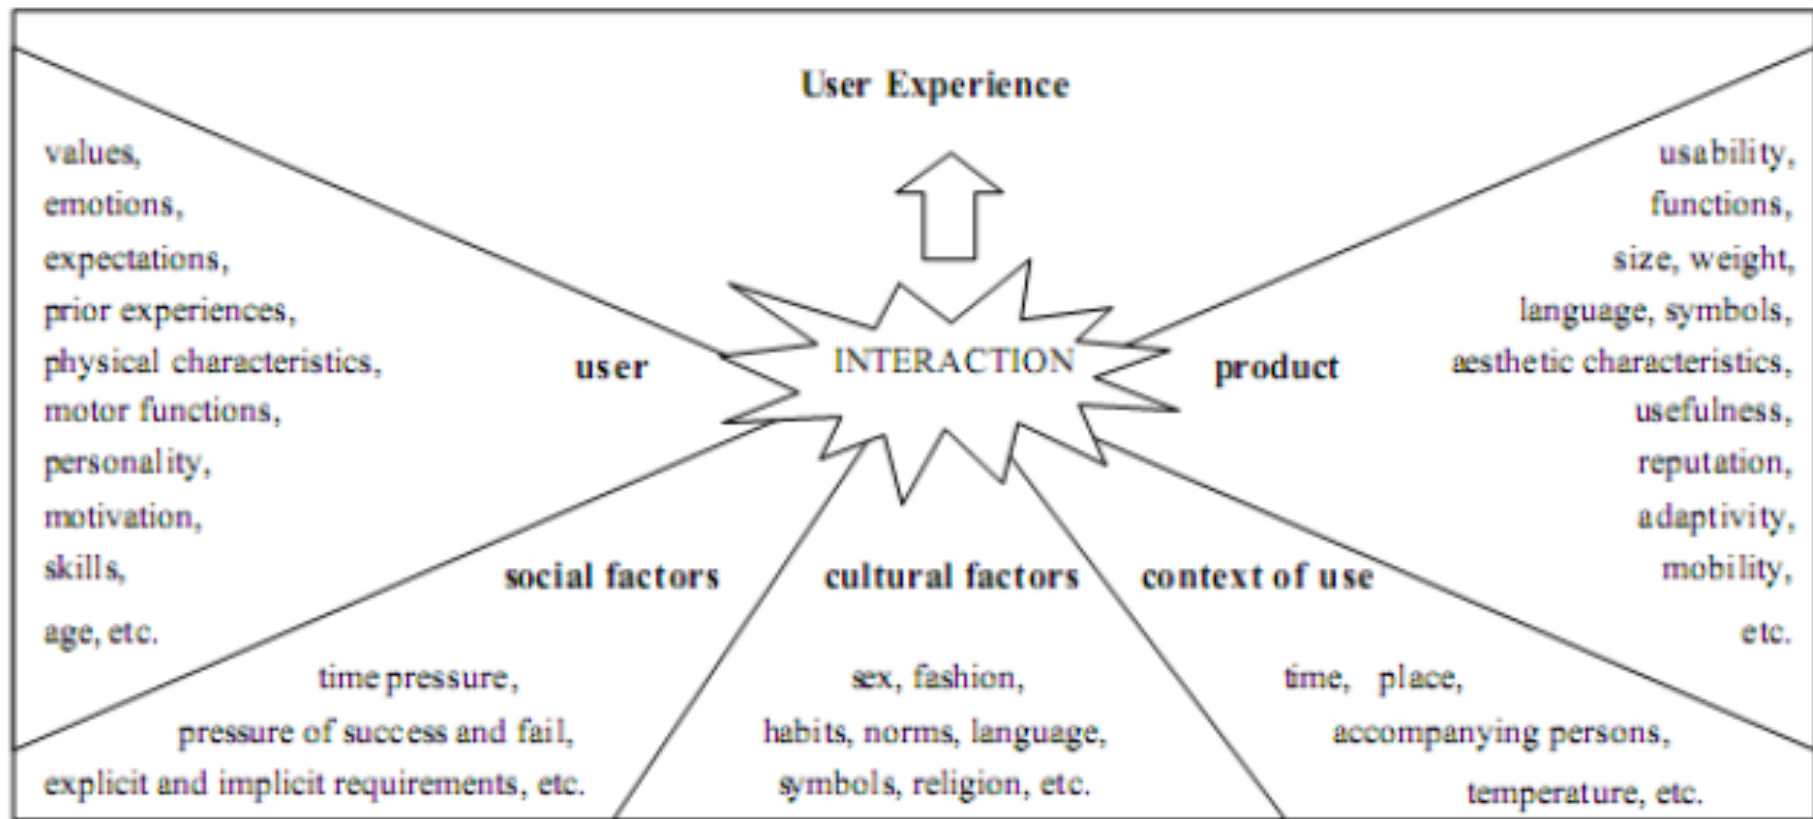 User Experience
values,
emotions,
expectations,
prior experiences,
physical characteristics,
motor functions,
personality,
motivation,
skills,
age, etc.
user
INTERACTION
product
usability,
functions,
size, weight,
language, symbols,
aesthetic characteristics,
usefulness,
reputation,
adaptivity,
mobility,
etc.
social factors
time pressure,
pressure of success and fail,
explicit and implicit requirements, etc.
cultural factors
sex, fashion,
habits, norms, language,
symbols, religion, etc.
context of use
time, place,
accompanying persons,
temperature, etc.